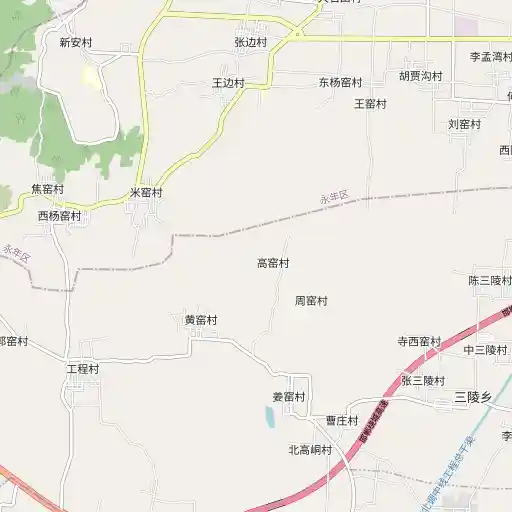 新安村
张边村
李孟湾村
王边村
东杨窑村
胡贾沟村
王窑村
刘窑村
焦窑村
米窑村
永年区
西杨窑村
永年区
高窑村
陈三陵村
周窑村
黄窑村
寺西窑村
中三陵村
工程村
张三陵村
姜窑村
三陵乡
曹庄村
北高峒村